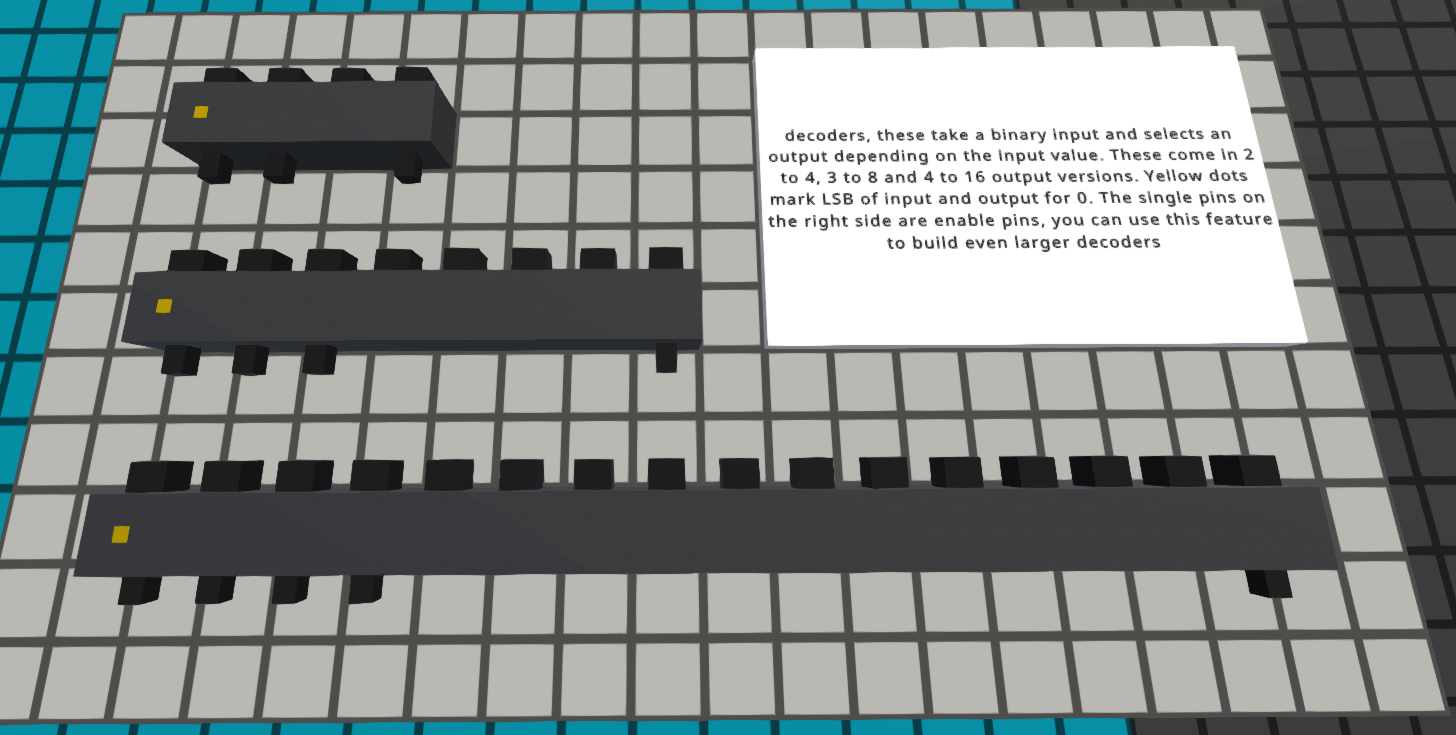 decoders, these take a binary input and selects an
output depending on the input value. These come in 2
to 4, 3 to 8 and 4 to 16 output versions. Yellow dots
mark LSB of input and output for 0. The single pins on
the right side are enable pins, you can use this feature
to build even larger decoders